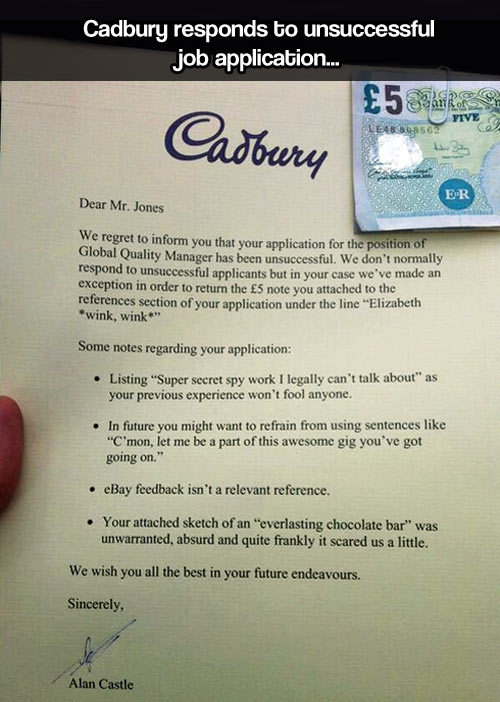 Cadbury responds to unsuccessful
job application...
£5
Bank of
FIVE
Cadbury
E R
Dear Mr. Jones
We regret to inform you that your application for the position of
Global Quality Manager has been unsuccessful. We don't normally
respond to unsuccessful applicants but in your case we've made an
exception in order to return the £5 note you attached to the
references section of your application under the line "Elizabeth
*wink, wink*"
Some notes regarding your application:
• Listing "Super secret spy work I legally can't talk about" as
your previous experience won't fool anyone.
• In future you might want to refrain from using sentences like
"C'mon, let me be a part of this awesome gig you've got
going on."
• eBay feedback isn't a relevant reference.
• Your attached sketch of an "everlasting chocolate bar" was
unwarranted, absurd and quite frankly it scared us a little.
We wish you all the best in your future endeavours.
Sincerely,
Alan Castle